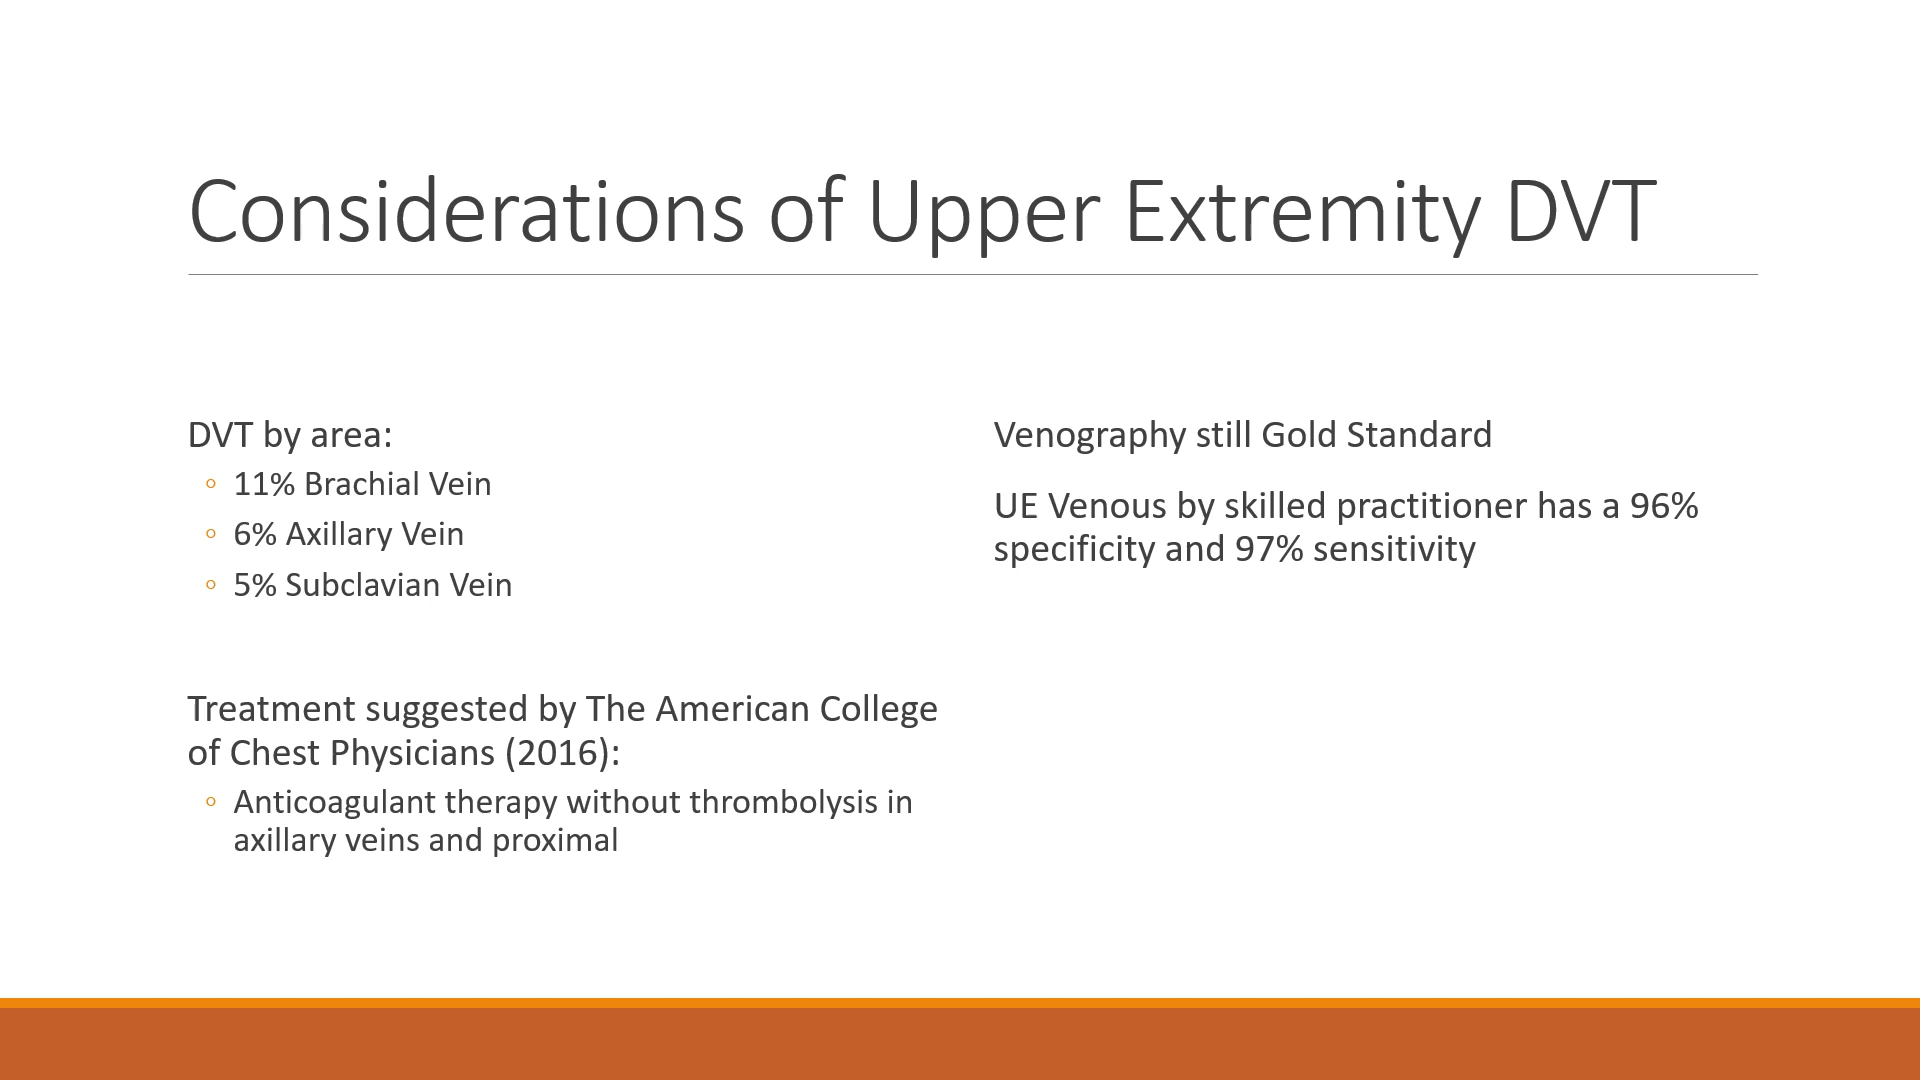 Considerations of Upper Extremity DVT
DVT by area:
◦ 11% Brachial Vein
◦ 6% Axillary Vein
◦ 5% Subclavian Vein
Treatment suggested by The American College
of Chest Physicians (2016):
◦ Anticoagulant therapy without thrombolysis in
axillary veins and proximal
Venography still Gold Standard
UE Venous by skilled practitioner has a 96%
specificity and 97% sensitivity